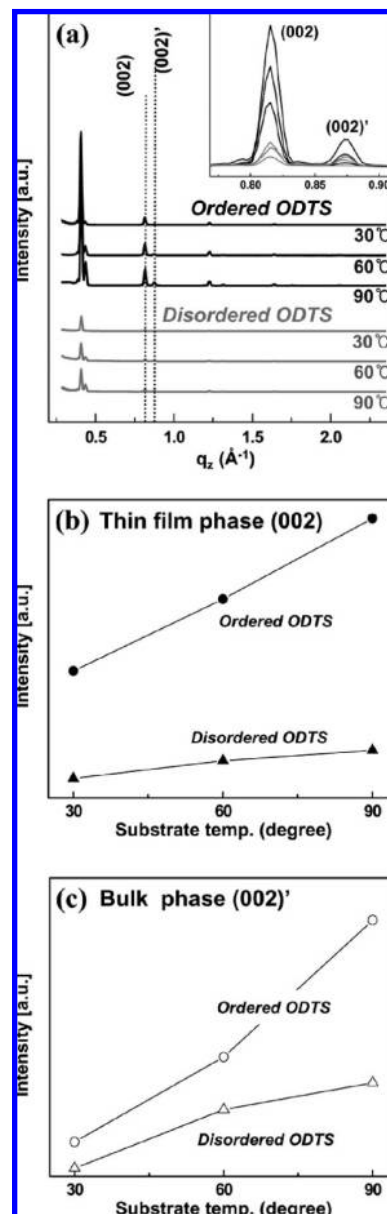 (a)
(002)
(002)'
(002)
(002)'
0.80 0.85 0.90
Intensity [a.u.]
Ordered ODTS
30℃
60℃
90℃
Disordered ODTS
30℃
60℃
90℃
0.5 1.0 1.5 2.0
qz (Å-1)
(b) Thin film phase (002)
Intensity [a.u.]
Ordered ODTS
Disordered ODTS
30 60 90
Substrate temp. (degree)
(c) Bulk phase (002)'
Intensity [a.u.]
Ordered ODTS
Disordered ODTS
30 60 90
Substrate temp. (degree)